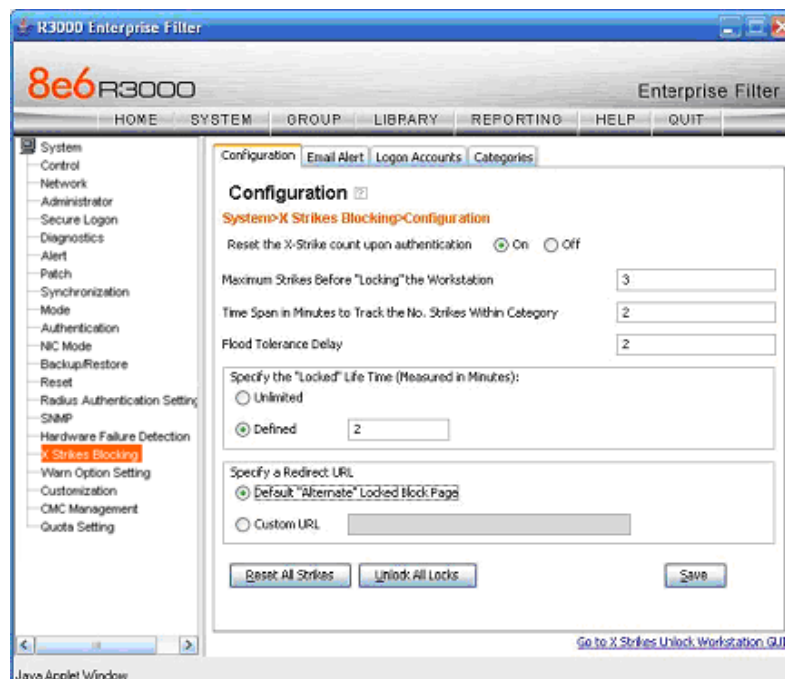 R3000 Enterprise Filter
8e6 R3000
Enterprise Filter
HOME SYSTEM GROUP LIBRARY REPORTING HELP QUIT
System
Control
Network
Administrator
Secure Logon
Diagnostics
Alert
Patch
Synchronization
Mode
Authentication
NIC Mode
Backup/Restore
Reset
Radius Authentication Setting
SNMP
Hardware Failure Detection
X Strikes Blocking
Warn Option Setting
Customization
CMC Management
Quota Setting
Configuration Email Alert Logon Accounts Categories
Configuration ?
System>X Strikes Blocking>Configuration
Reset the X-Strike count upon authentication On Off
Maximum Strikes Before "Locking" the Workstation 3
Time Span in Minutes to Track the No. Strikes Within Category 2
Flood Tolerance Delay 2
Specify the "Locked" Life Time (Measured in Minutes):
Unlimited
Defined 2
Specify a Redirect URL
Default "Alternate" Locked Block Page
Custom URL
Reset All Strikes Unlock All Locks Save
Go to X Strikes Unlock Workstation GUI
Java Applet Window